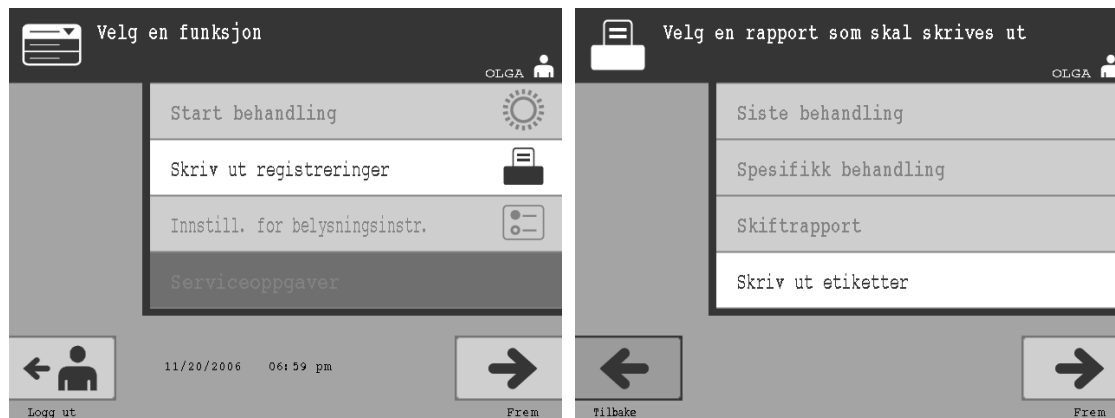 Velg en funksjon
OLGA
Start behandling
Skriv ut registreringer
Innstill. for belysningsinstr.
Serviceoppgaver
11/20/2006 06:59 pm
Logg ut
Frem
Velg en rapport som skal skrives ut
OLGA
Siste behandling
Spesifikk behandling
Skiftrapport
Skriv ut etiketter
Tilbake
Frem